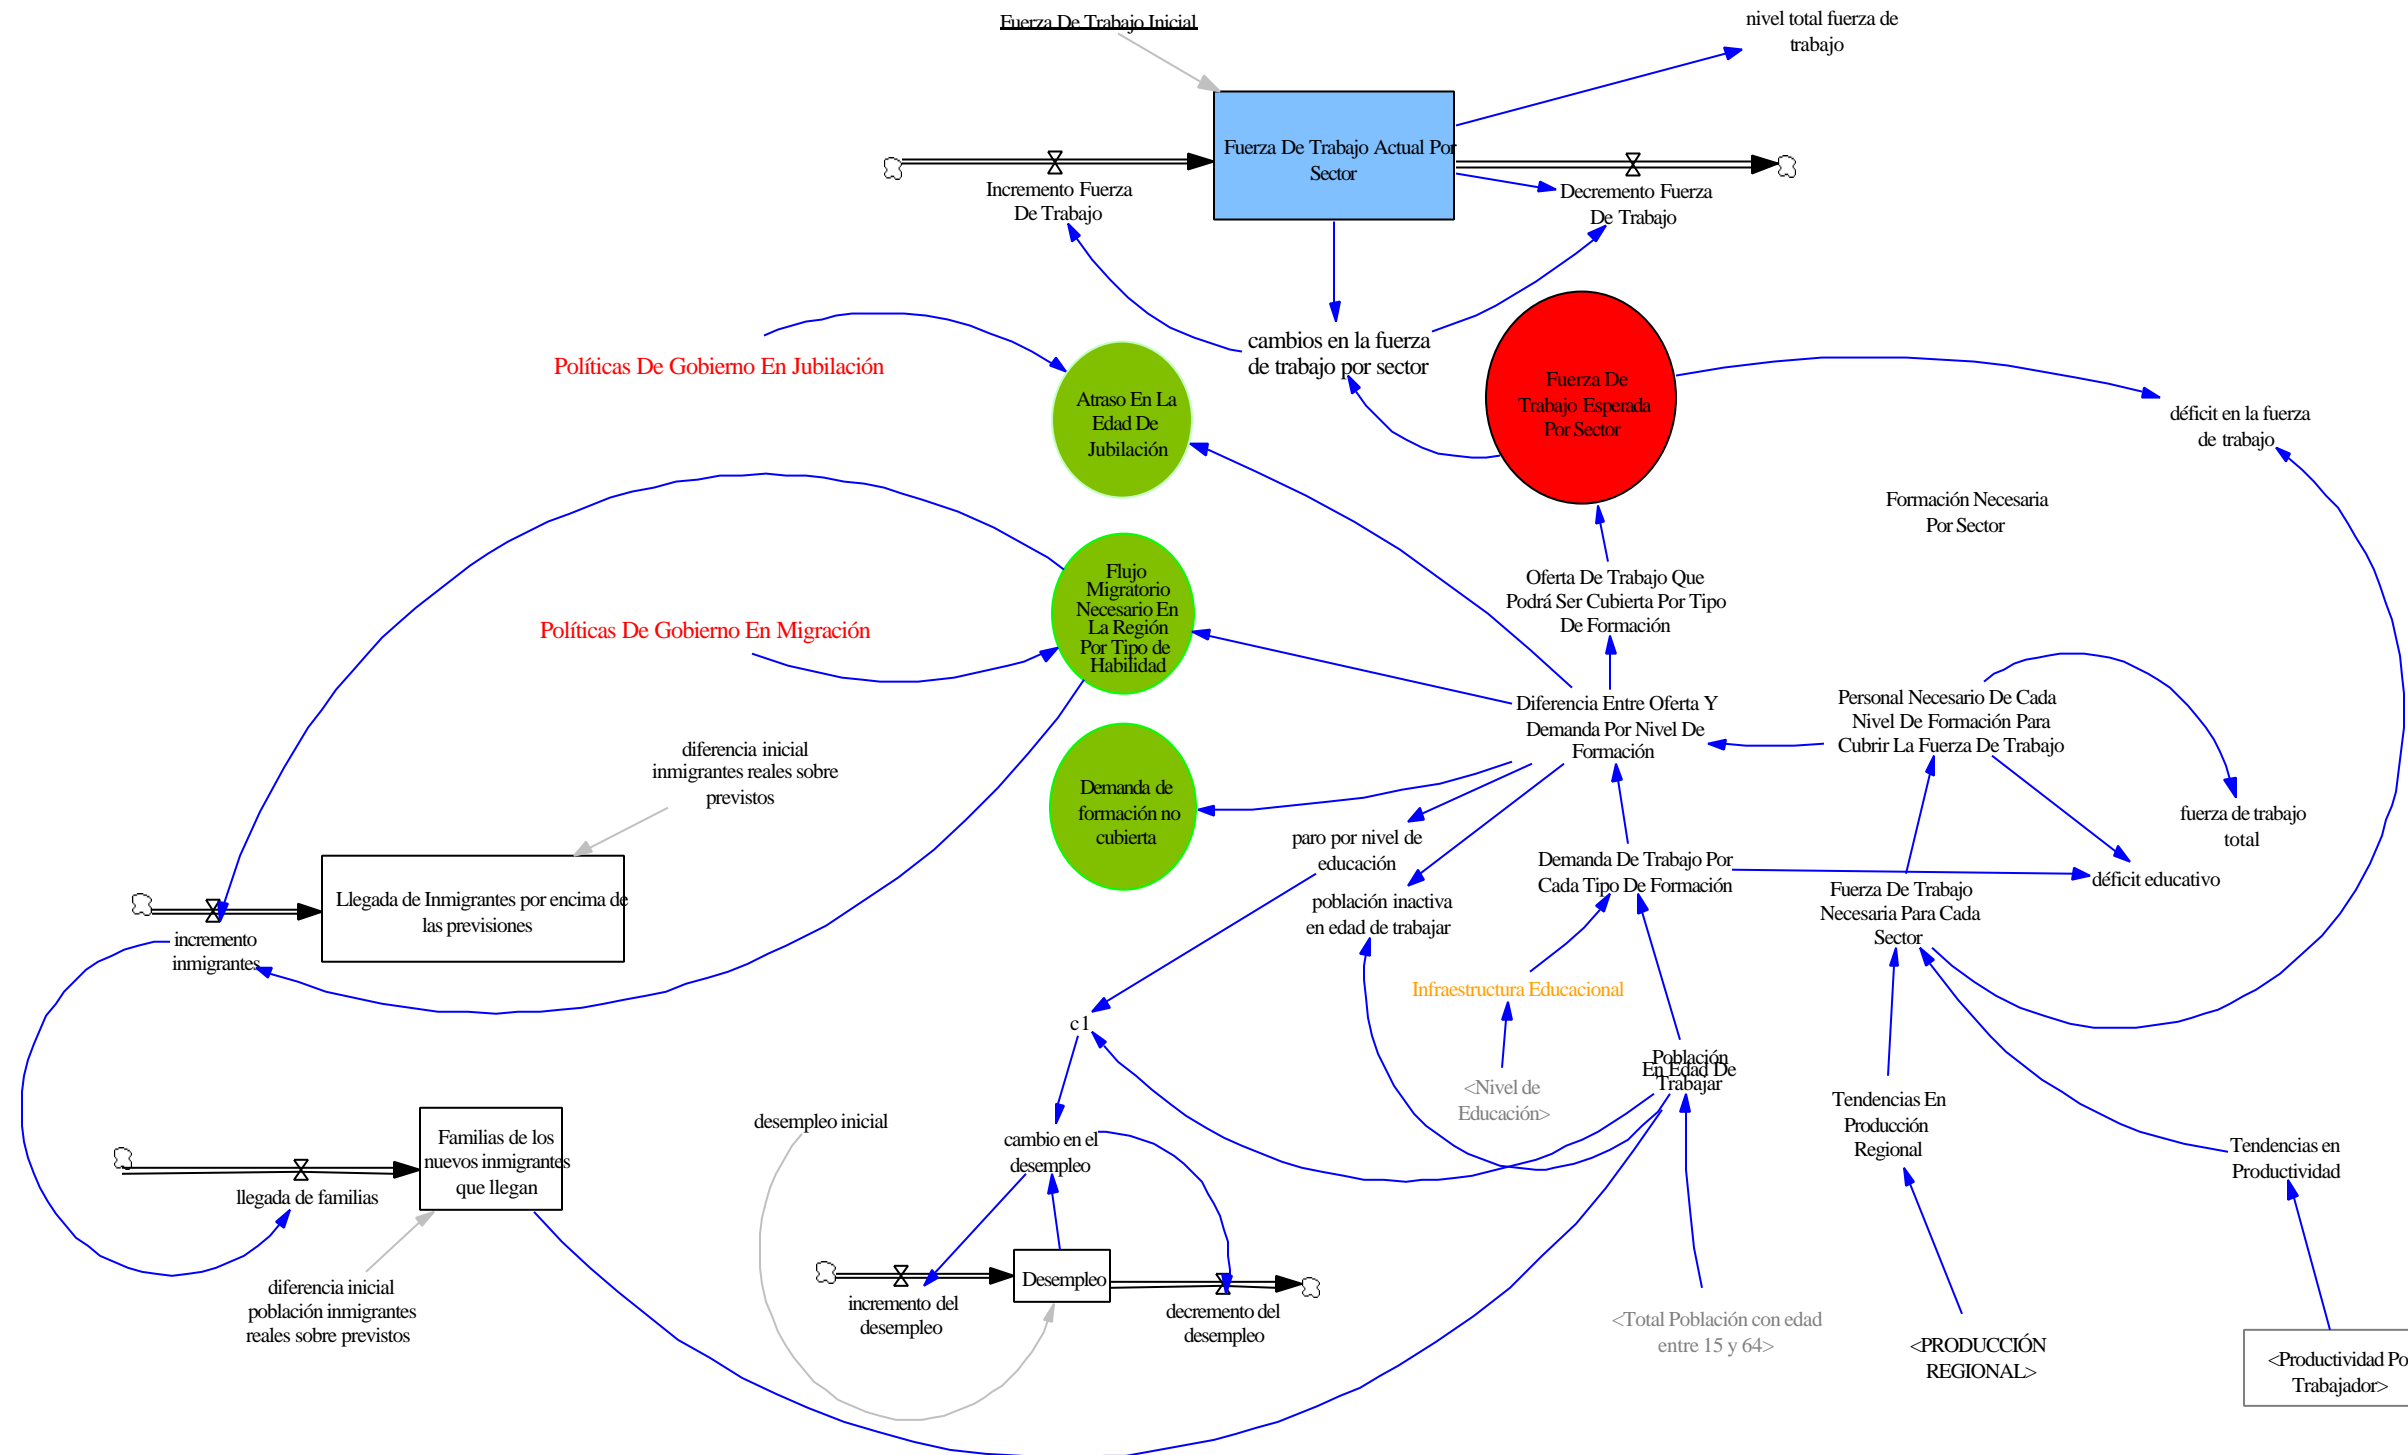 Fuerza De Trabajo Inicial
nivel total fuerza de
trabajo
Fuerza De Trabajo Actual Por
Sector
Incremento Fuerza
De Trabajo
Decremento Fuerza
De Trabajo
cambios en la fuerza
de trabajo por sector
Políticas De Gobierno En Jubilación
Atraso En La
Edad De
Jubilación
Fuerza De
Trabajo Esperada
Por Sector
déficit en la fuerza
de trabajo
Formación Necesaria
Por Sector
Flujo
Migratorio
Necesario En
La Región
Por Tipo de
Habilidad
Políticas De Gobierno En Migración
Oferta De Trabajo Que
Podrá Ser Cubierta Por Tipo
De Formación
Diferencia Entre Oferta Y
Demanda Por Nivel De
Formación
Personal Necesario De Cada
Nivel De Formación Para
Cubrir La Fuerza De Trabajo
diferencia inicial
inmigrantes reales sobre
previstos
Demanda de
formación no
cubierta
paro por nivel de
educación
fuerza de trabajo
total
Demanda De Trabajo Por
Cada Tipo De Formación
déficit educativo
Llegada de Inmigrantes por encima de
las previsiones
población inactiva
en edad de trabajar
Fuerza De Trabajo
Necesaria Para Cada
Sector
incremento
inmigrantes
Infraestructura Educacional
c1
Población
En Edad De
Trabajar
<Nivel de
Educación>
Tendencias En
Producción
Regional
desempleo inicial
cambio en el
desempleo
Familias de los
nuevos inmigrantes
que llegan
Tendencias en
Productividad
llegada de familias
Desempleo
diferencia inicial
población inmigrantes
reales sobre previstos
incremento del
desempleo
decremento del
desempleo
<Total Población con edad
entre 15 y 64>
<PRODUCCIÓN
REGIONAL>
<Productividad Po
Trabajador>